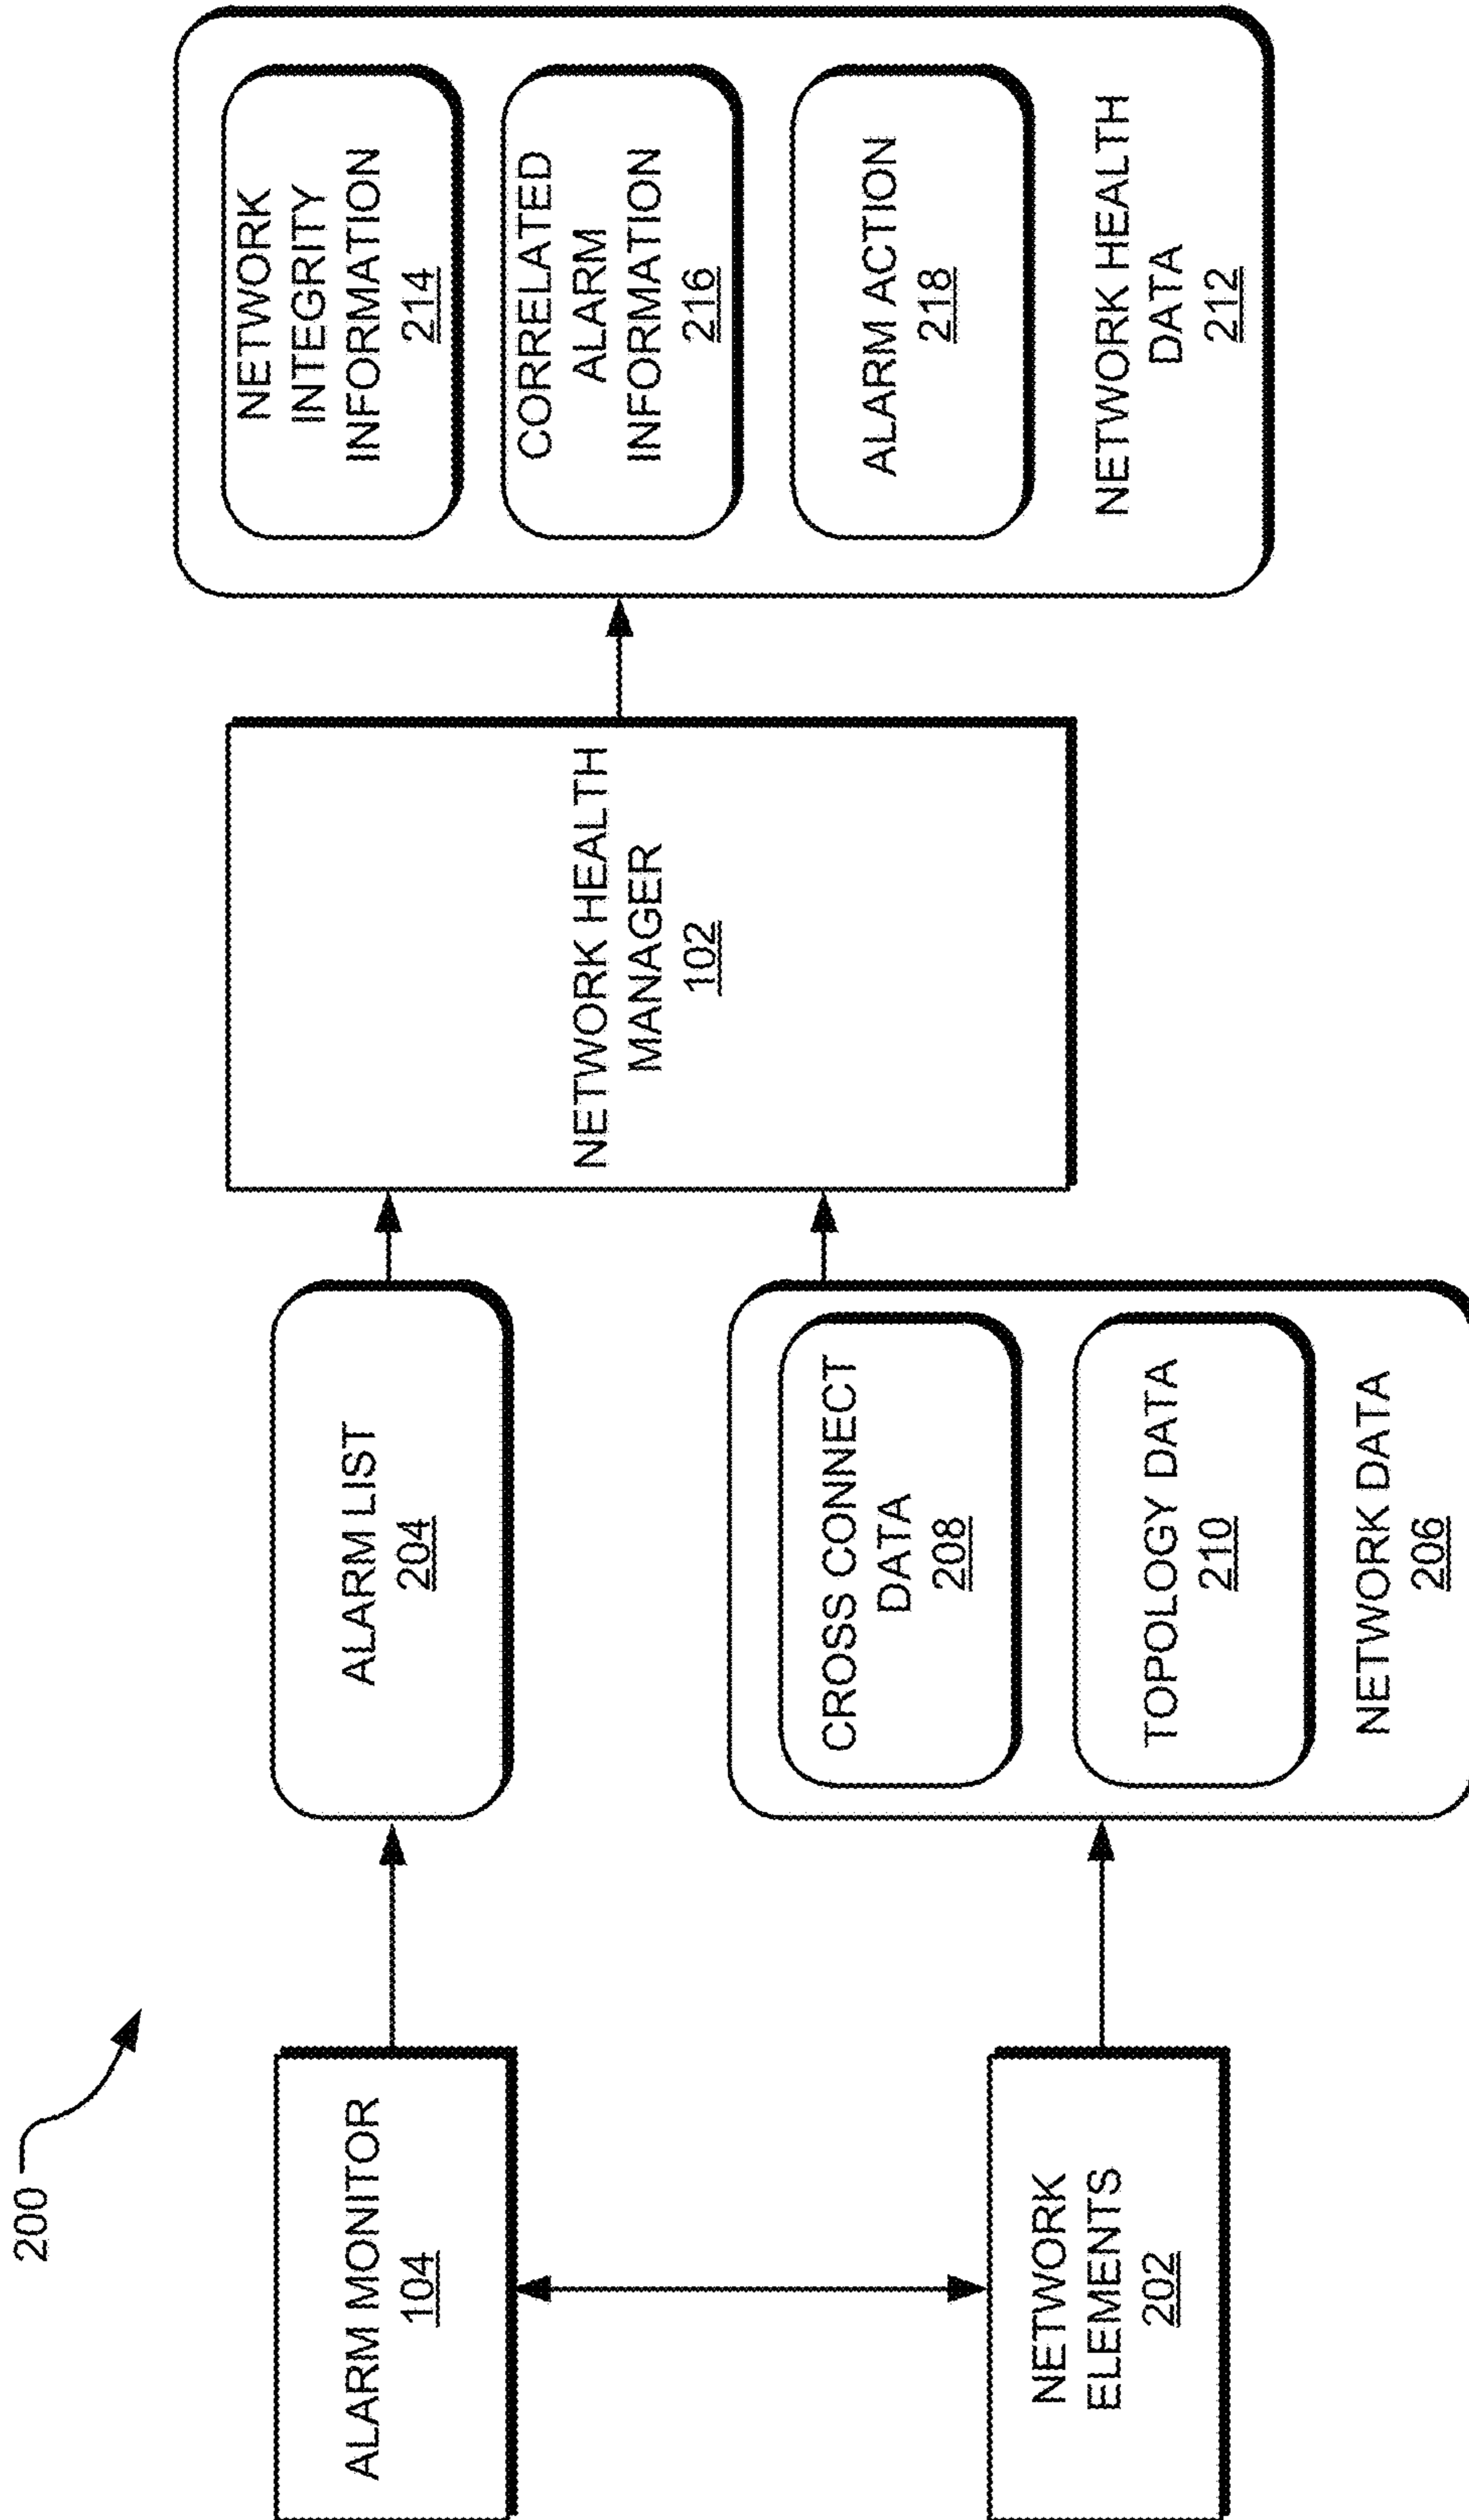 200
ALARM MONITOR
104
NETWORK
ELEMENTS
202
ALARM LIST
204
CROSS CONNECT
DATA
208
TOPOLOGY DATA
210
NETWORK DATA
206
NETWORK HEALTH
MANAGER
102
NETWORK
INTEGRITY
INFORMATION
214
CORRELATED
ALARM
INFORMATION
216
ALARM ACTION
218
NETWORK HEALTH
DATA
212